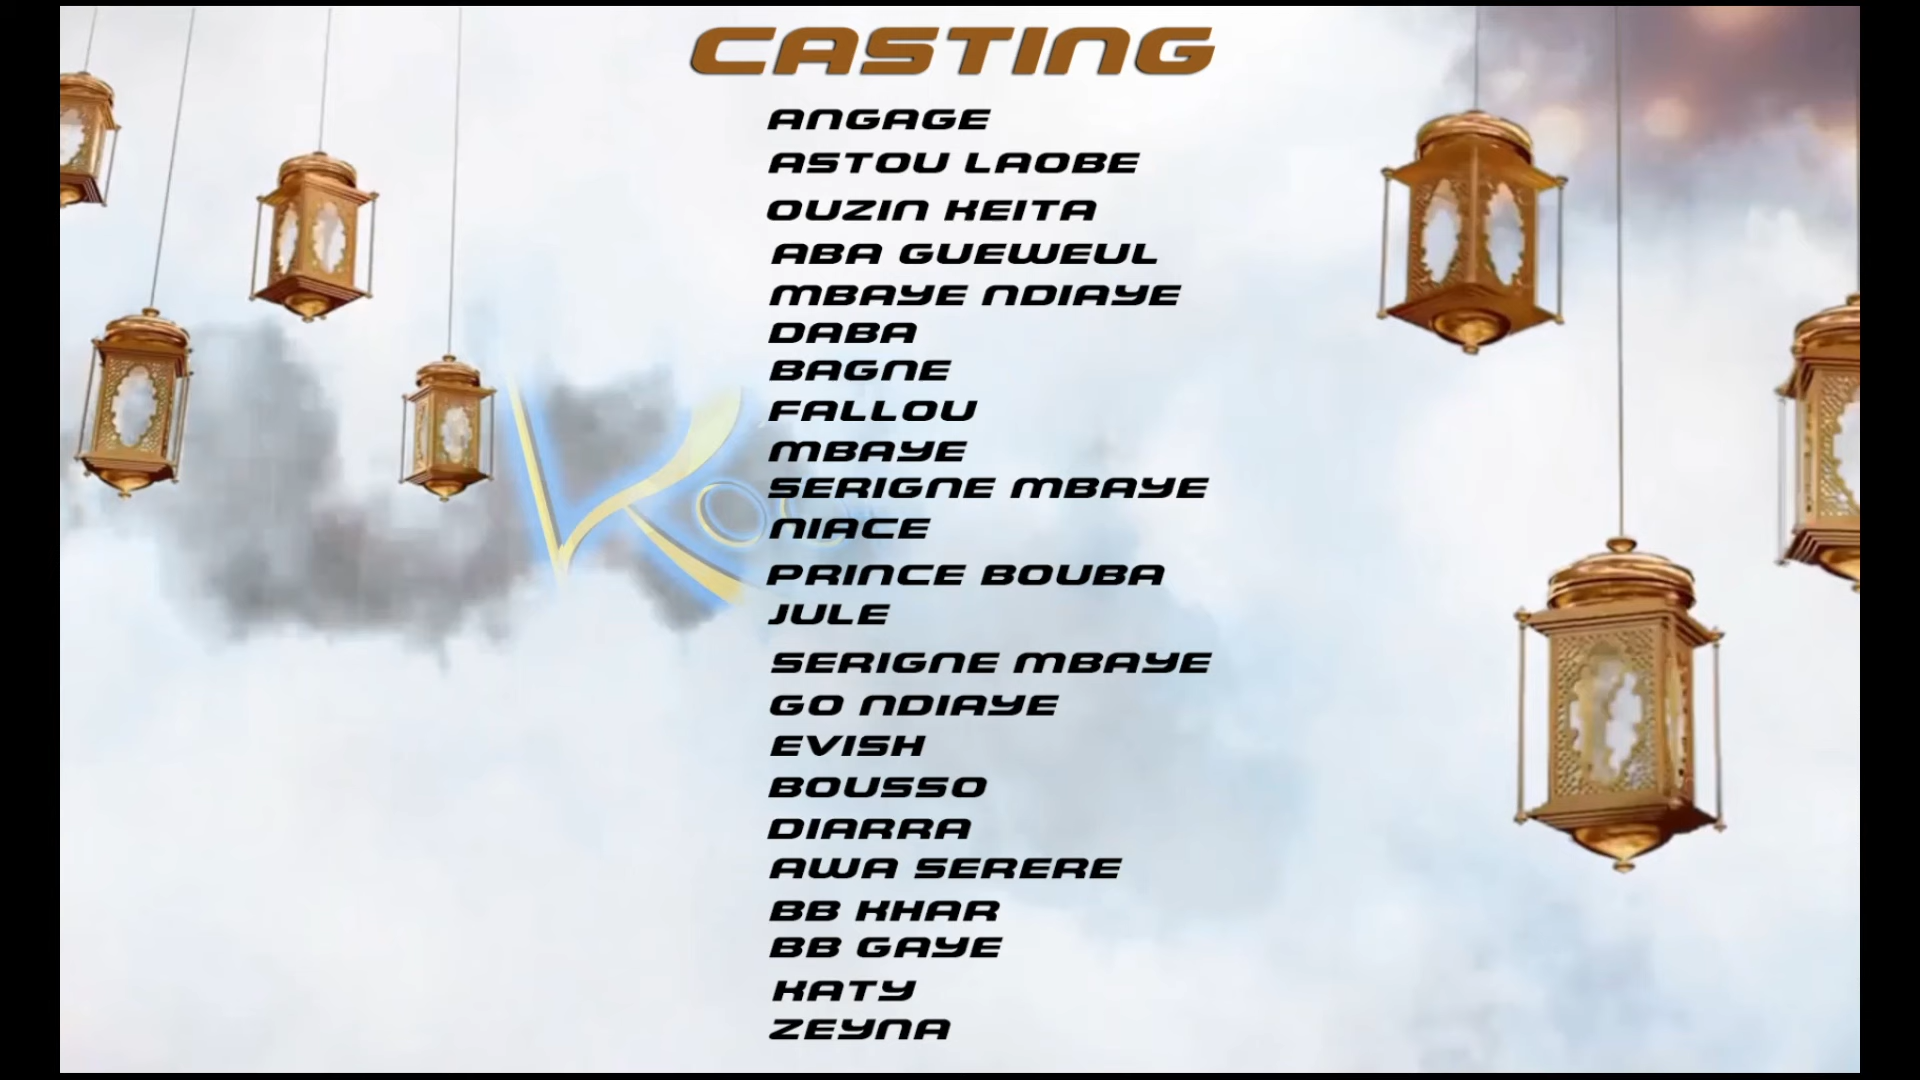 CASTING
ANGAGE
ASTOU LAOBE
OUZIN KEITA
ABA GUEWEUL
MBAYE NDIAYE
DABA
BAGNE
FALLOU
MBAYE
SERIGNE MBAYE
NIACE
PRINCE BOUBA
JULE
SERIGNE MBAYE
GO NDIAYE
EVISH
BOUSSO
DIARRA
AWA SERERE
BB KHAR
BB GAYE
KATY
ZEYNA